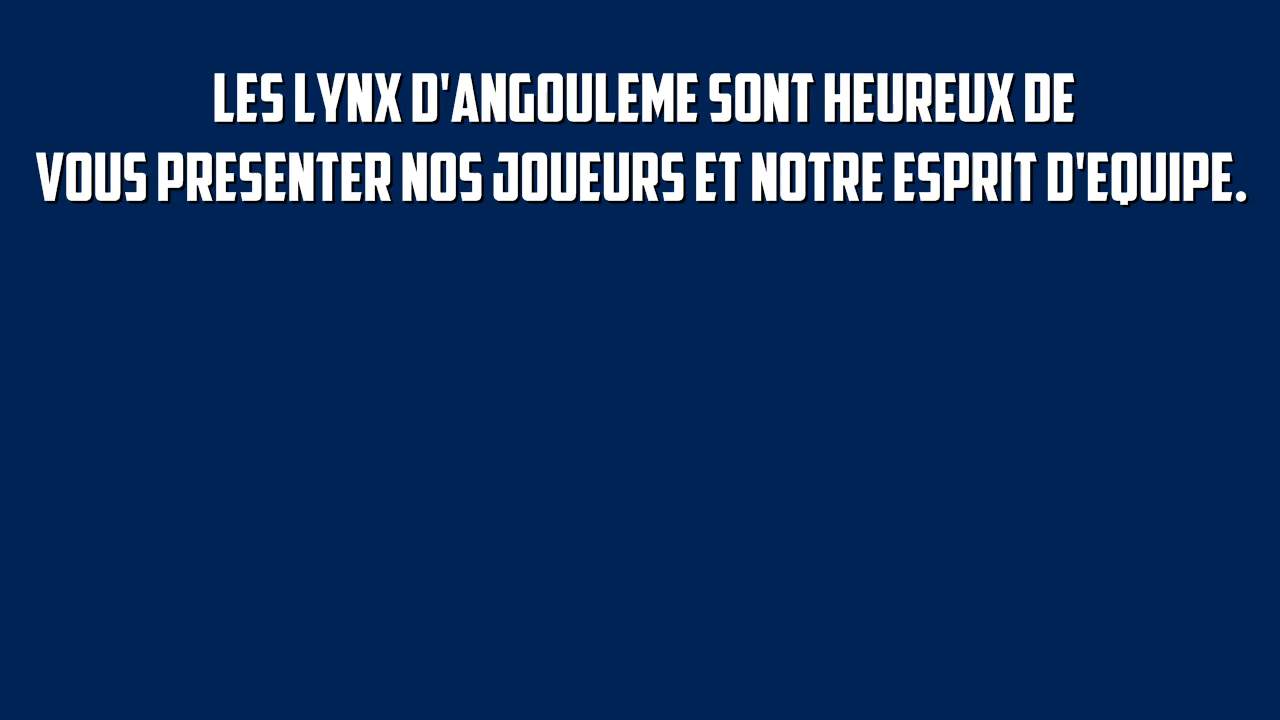 LES LYNX D'ANGOULEME SONT HEUREUX DE
VOUS PRESENTER NOS JOUEURS ET NOTRE ESPRIT D'EQUIPE.